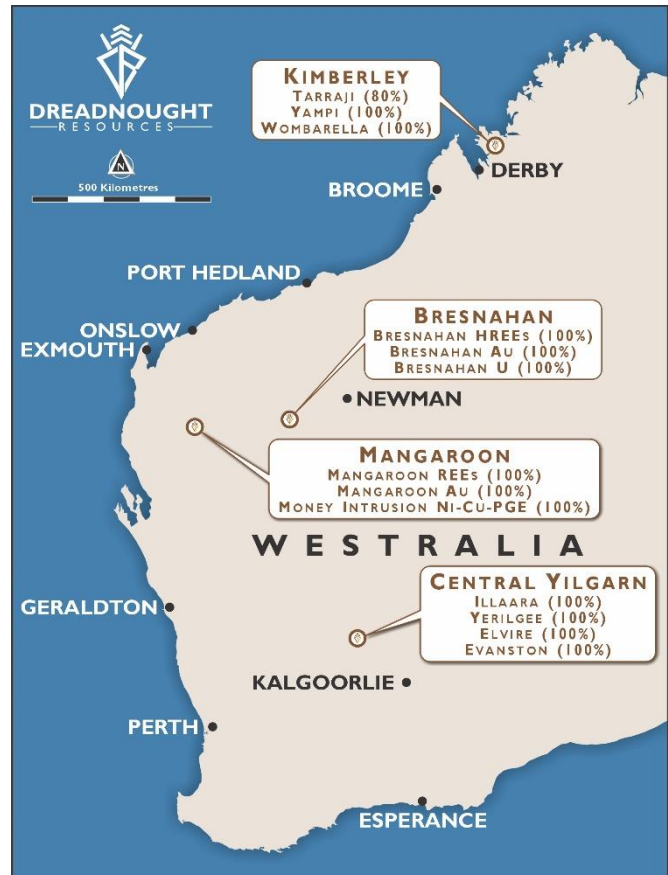 DREADNOUGHT
RESOURCES
N
500 Kilometres
KIMBERLEY
TARRAJI (80%)
YAMPI (100%)
WOMBARELLA (100%)
DERBY
BROOME
PORT HEDLAND
ONSLOW
EXMOUTH
BRESNAHAN
BRESNAHAN HREES (100%)
BRESNAHAN AU (100%)
BRESNAHAN U (100%)
NEWMAN
MANGAROON
MANGAROON REES (100%)
MANGAROON AU (100%)
MONEY INTRUSION NI-CU-PGE (100%)
WESTRALIA
CENTRAL YILGARN
ILLAARA (100%)
YERILGEE (100%)
ELVIRE (100%)
EVANSTON (100%)
GERALDTON
KALGOORLIE
PERTH
ESPERANCE